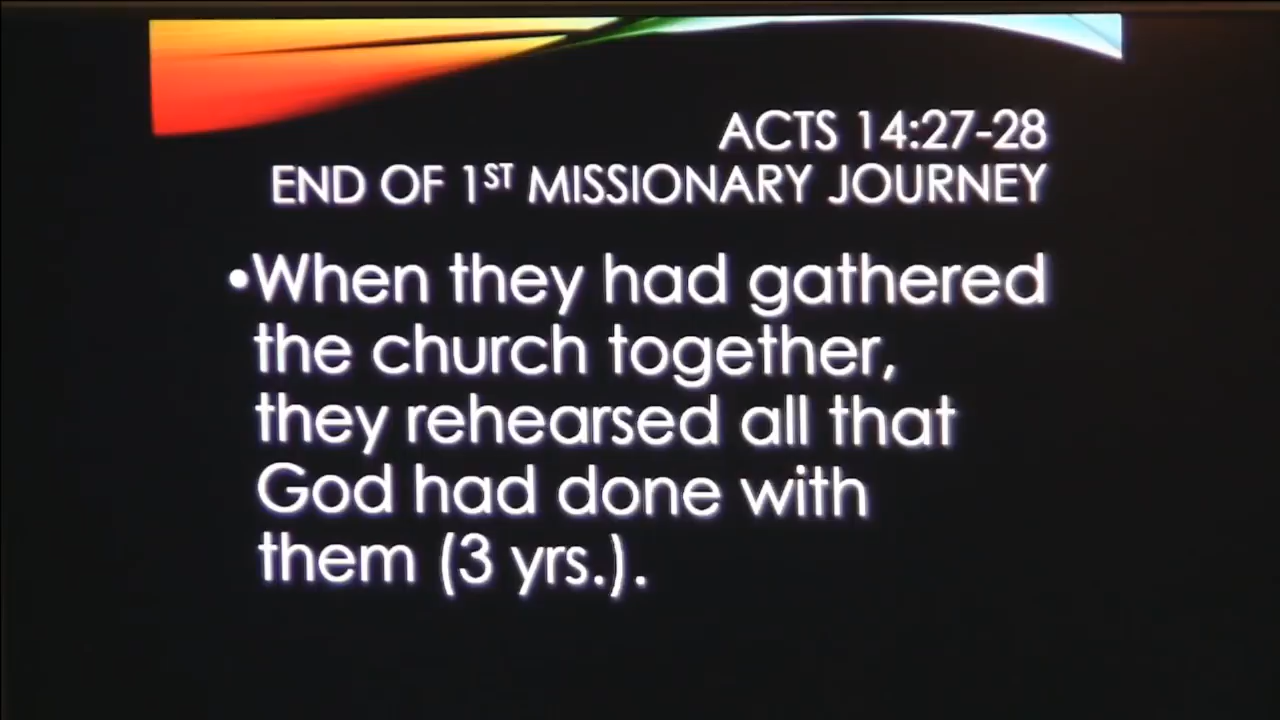 ACTS 14:27-28
END OF 1ST MISSIONARY JOURNEY
•When they had gathered
the church together,
they rehearsed all that
God had done with
them (3 yrs.).